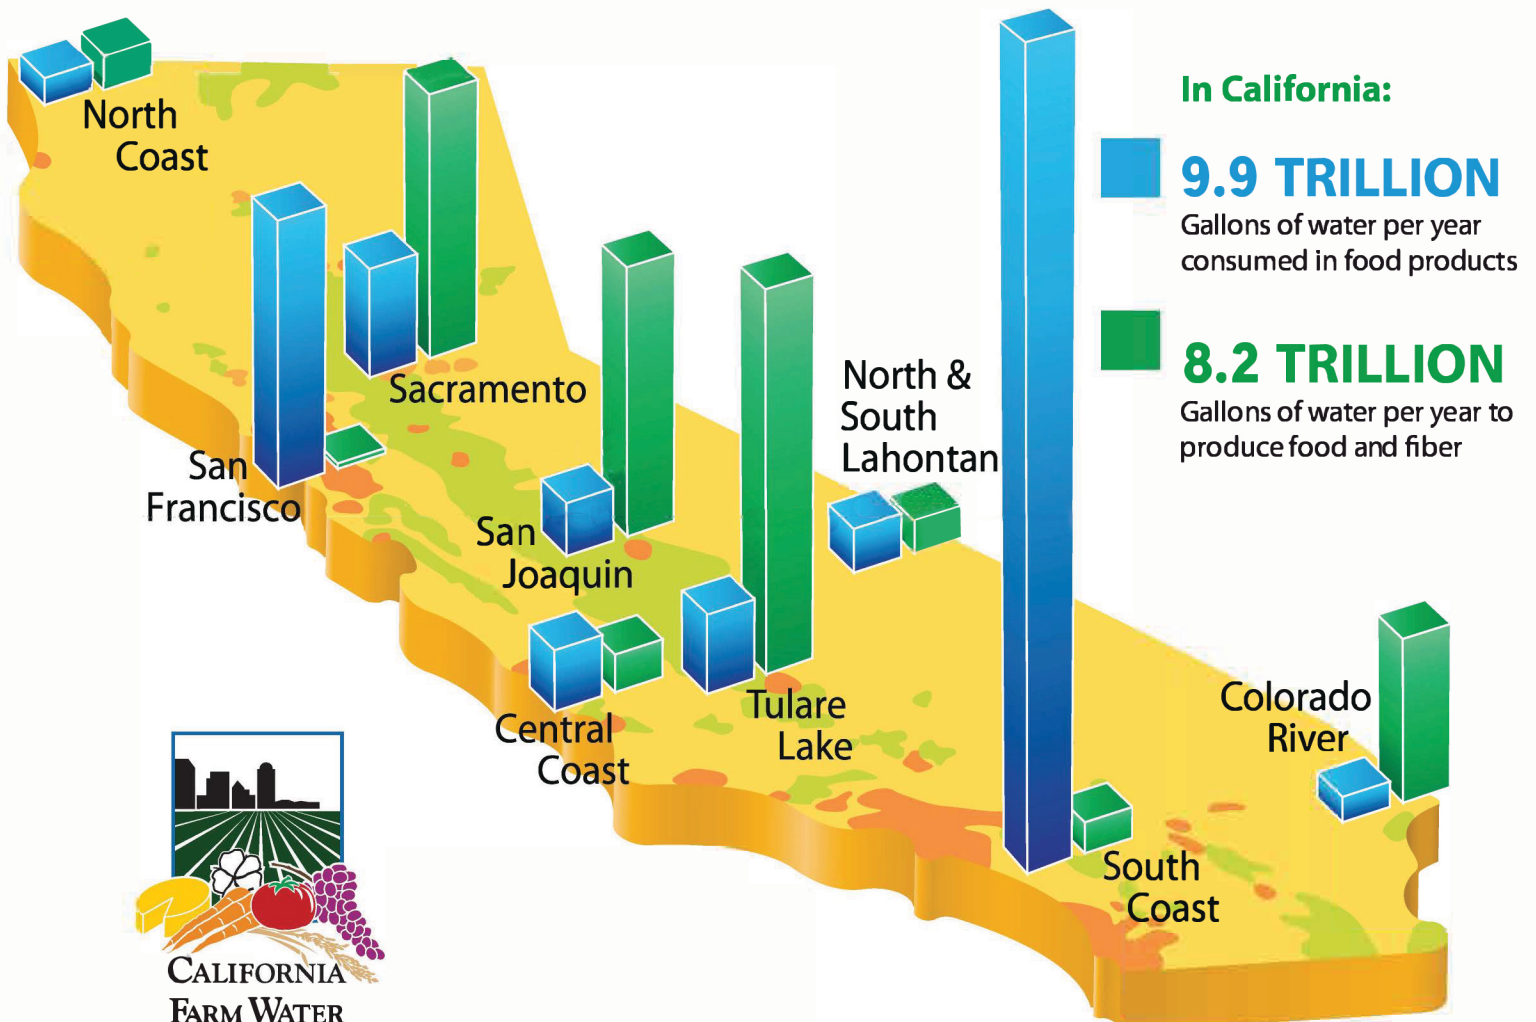 In California:
9.9 TRILLION
Gallons of water per year
consumed in food products
8.2 TRILLION
Gallons of water per year to
produce food and fiber
North
Coast
Sacramento
San
Francisco
North &
South
Lahontan
San
Joaquin
Central
Coast
Tulare
Lake
Colorado
River
South
Coast
CALIFORNIA
FARM WATER